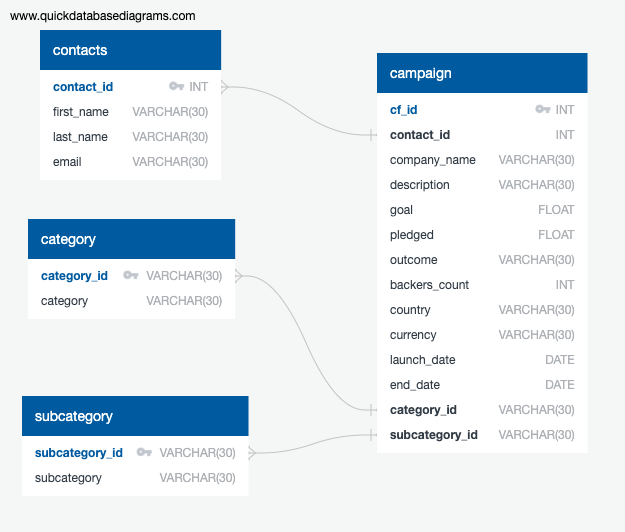 www.quickdatabasediagrams.com
contacts
contact_id INT
first_name VARCHAR(30)
last_name VARCHAR(30)
email VARCHAR(30)
category
category_id VARCHAR(30)
category VARCHAR(30)
subcategory
subcategory_id VARCHAR(30)
subcategory VARCHAR(30)
campaign
cf_id INT
contact_id INT
company_name VARCHAR(30)
description VARCHAR(30)
goal FLOAT
pledged FLOAT
outcome VARCHAR(30)
backers_count INT
country VARCHAR(30)
currency VARCHAR(30)
launch_date DATE
end_date DATE
category_id VARCHAR(30)
subcategory_id VARCHAR(30)